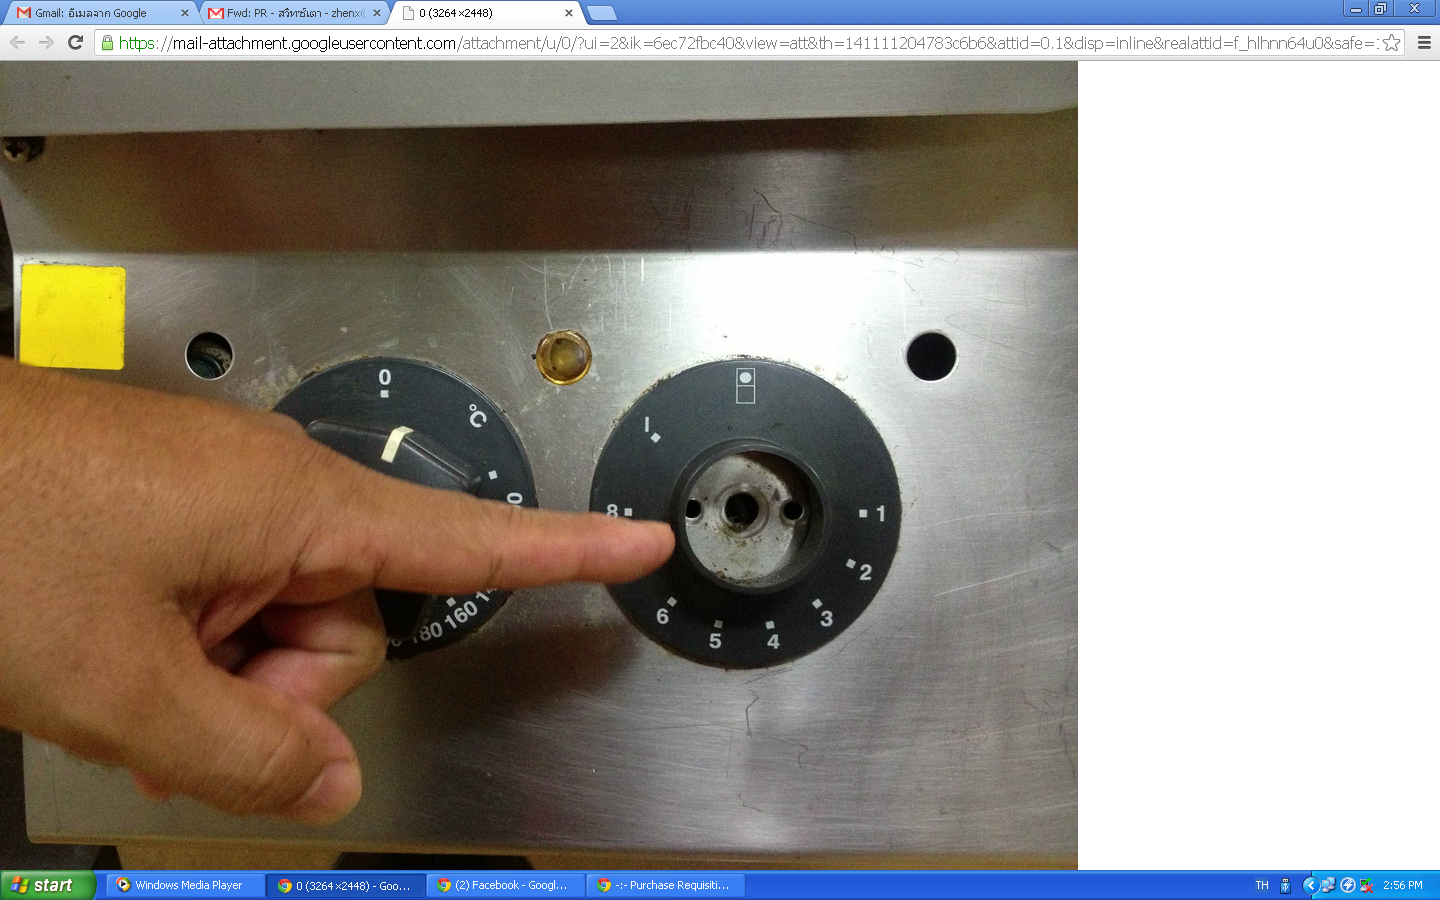 Gmail: อีเมลจาก Google
Fwd: PR - สวิทซ์เตา - zhenx@
0 (3264×2448)
https://mail-attachment.googleusercontent.com/attachment/u/0/?ui=2&ik=6ec72fbc40&view=att&th=141111204783c6b6&attid=0.1&disp=inline&realattid=f_hlhnn64u0&safe=1
0
°C
160
180
I
8
1
2
3
4
5
6
start
Windows Media Player
0 (3264×2448) - Goo...
(2) Facebook - Googl...
-:- Purchase Requisiti...
TH
2:56 PM